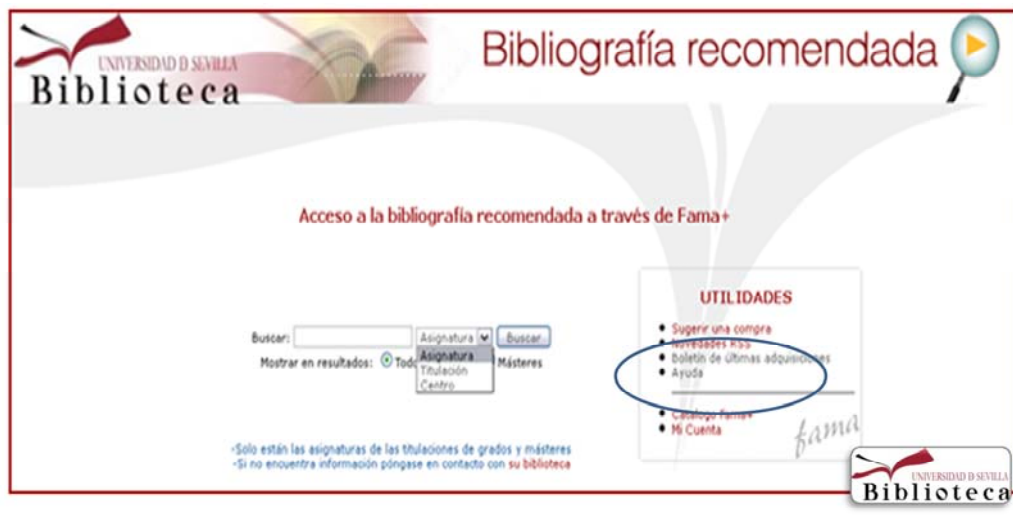 UNIVERSIDAD D SEVILLA
Biblioteca
Bibliografía recomendada
Acceso a la bibliografía recomendada a través de Fama+
Buscar: Asignatura Buscar
Mostrar en resultados: Todo Másteres
Asignatura
Titulación
Centro
-Solo están las asignaturas de las titulaciones de grados y másteres
-Si no encuentra información póngase en contacto con su biblioteca
UTILIDADES
Sugerir una compra
Novedades RSS
Boletín de últimas adquisiciones
Ayuda
Catálogo Fama+
Mi Cuenta
fama
UNIVERSIDAD D SEVILLA
Biblioteca